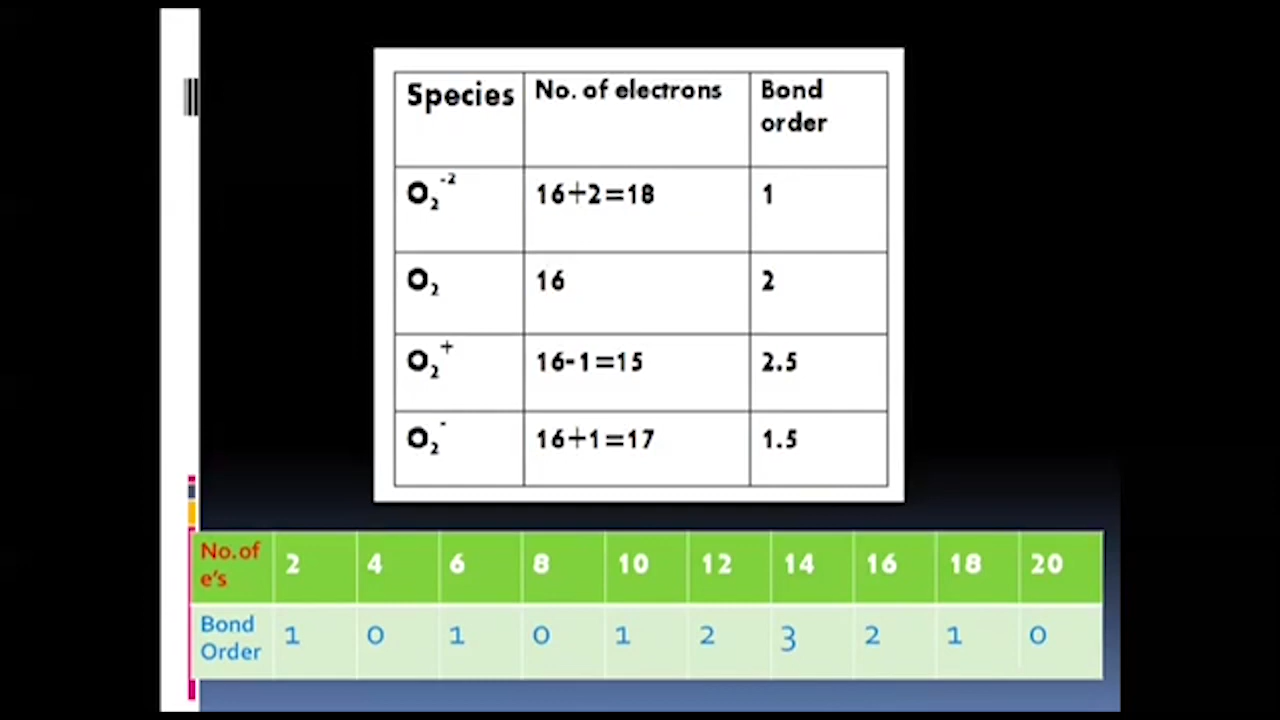 Species No. of electrons Bond
order
O₂⁻² 16+2=18 1
O₂ 16 2
O₂⁺ 16-1=15 2.5
O₂⁻ 16+1=17 1.5
No.of
e's 2 4 6 8 10 12 14 16 18 20
Bond
Order 1 0 1 0 1 2 3 2 1 0